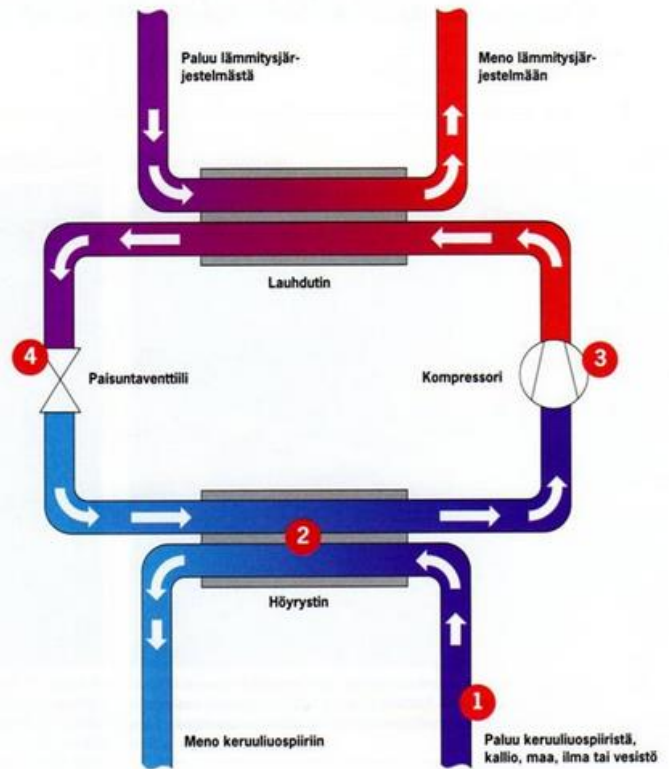 Paluu lämmitysjär-
jestelmästä
Meno lämmitysjär-
jestelmään
Lauhdutin
4
Paisuntaventtiili
Kompressori
3
2
Höyrystin
1
Meno keruuliuospiiriin
Paluu keruuliuospiiristä,
kallio, maa, ilma tai vesistö